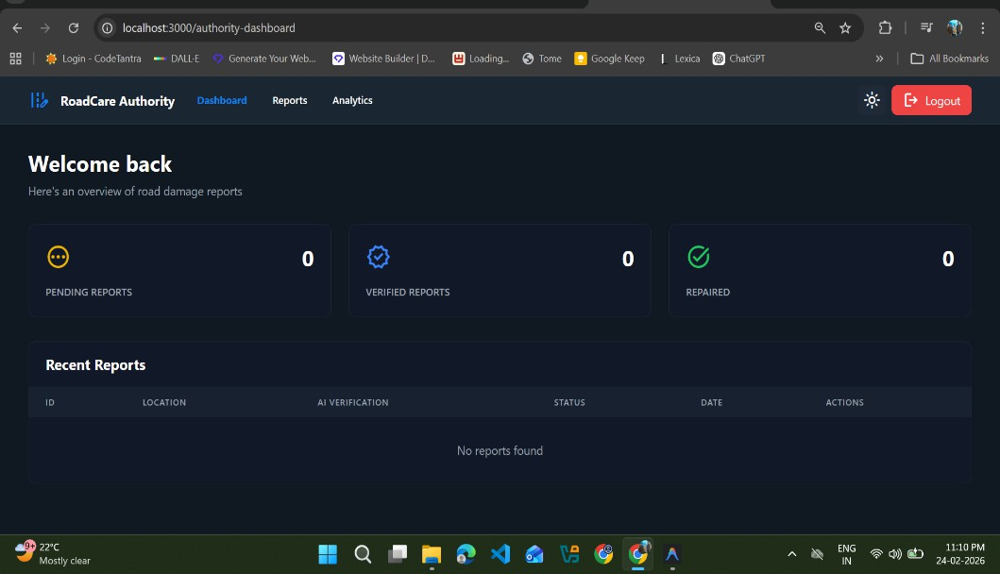 localhost:3000/authority-dashboard
Login - CodeTantra DALL-E Generate Your Web... Website Builder | D... Loading... Tome Google Keep Lexica ChatGPT » All Bookmarks
RoadCare Authority Dashboard Reports Analytics Logout
Welcome back
Here's an overview of road damage reports
0 0 0
PENDING REPORTS VERIFIED REPORTS REPAIRED
Recent Reports
ID LOCATION AI VERIFICATION STATUS DATE ACTIONS
No reports found
9+ 22°C ENG 11:10 PM
Mostly clear IN 24-02-2026